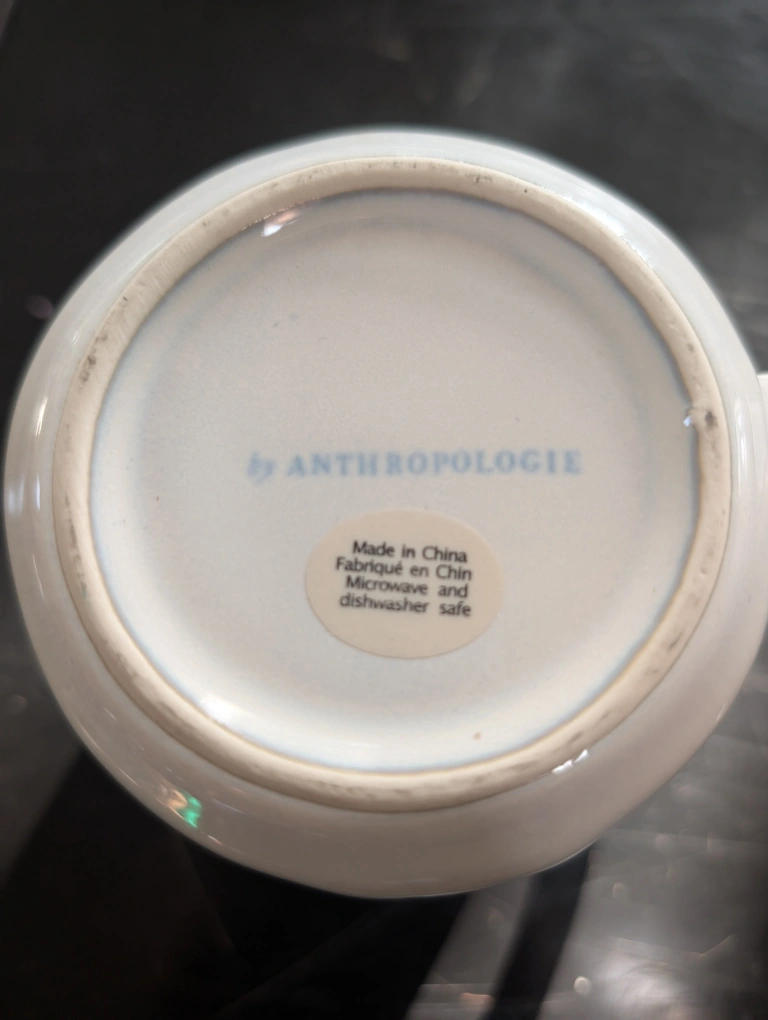 by ANTHROPOLOGIE
Made in China
Fabriqué en Chin
Microwave and
dishwasher safe